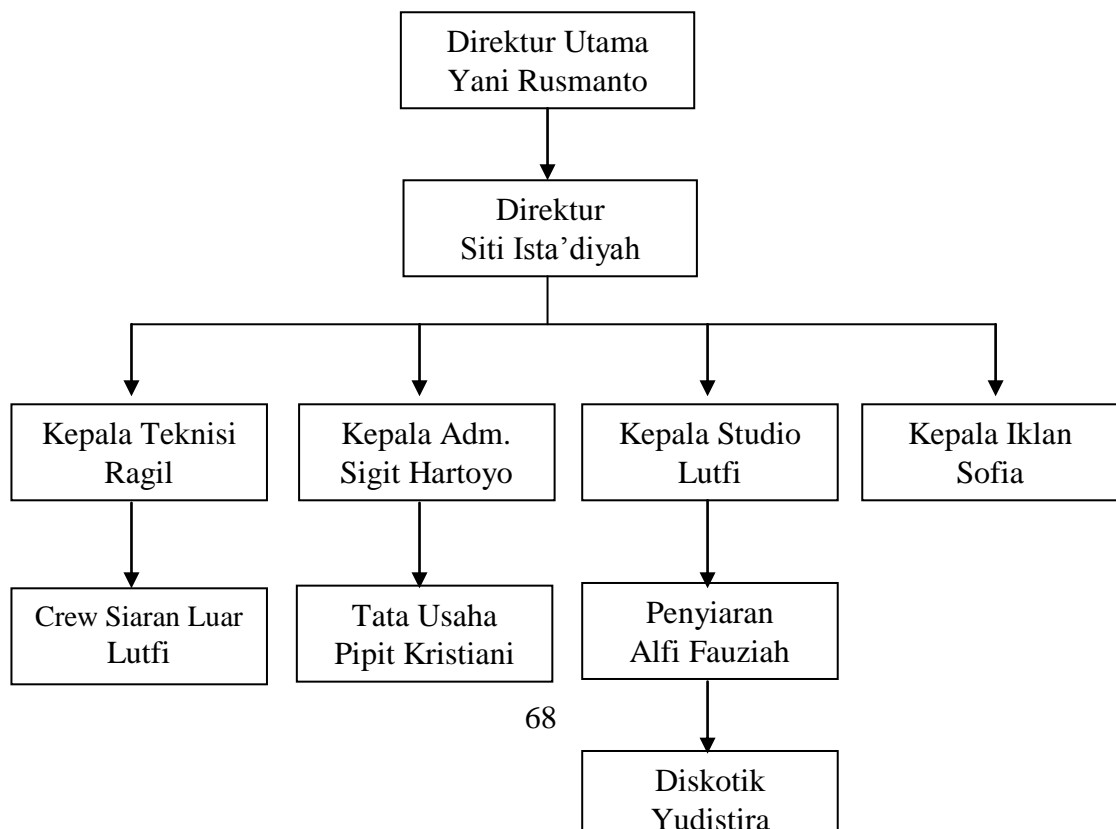 Direktur Utama
Yani Rusmanto
Direktur
Siti Ista’diyah
Kepala Teknisi
Ragil
Kepala Adm.
Sigit Hartoyo
Kepala Studio
Lutfi
Kepala Iklan
Sofia
Crew Siaran Luar
Lutfi
Tata Usaha
Pipit Kristiani
Penyiaran
Alfi Fauziah
68
Diskotik
Yudistira